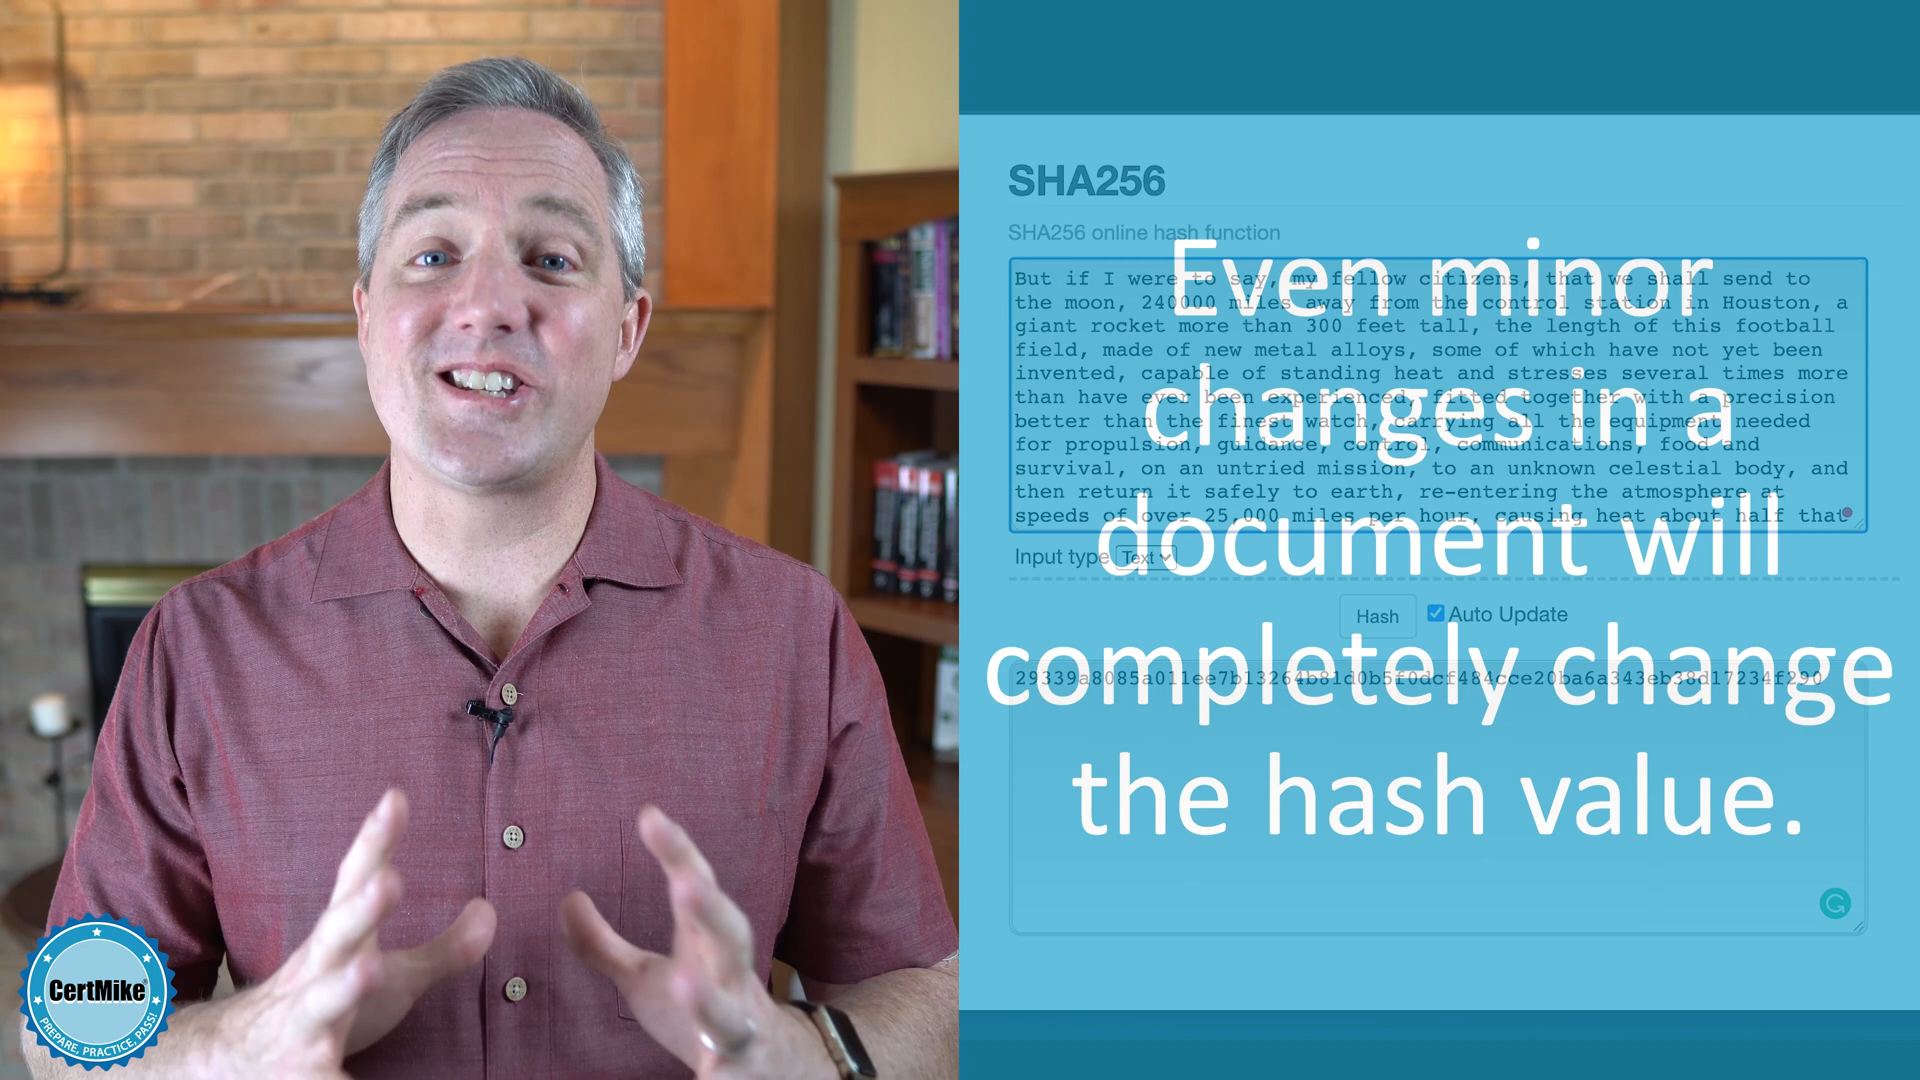 SHA256
SHA256 online hash function
But if I were to say, my fellow citizens, that we shall send to
the moon, 240000 miles away from the control station in Houston, a
giant rocket more than 300 feet tall, the length of this football
field, made of new metal alloys, some of which have not yet been
invented, capable of standing heat and stresses several times more
than have ever been experienced, fitted together with a precision
better than the finest watch, carrying all the equipment needed
for propulsion, guidance, control, communications, food and
survival, on an untried mission, to an unknown celestial body, and
then return it safely to earth, re-entering the atmosphere at
speeds of over 25,000 miles per hour, causing heat about half that
Input type Text
Hash Auto Update
29339a8085a011ee7b13264b81d0b5f0dcf484cce20ba6a343eb38d17234f290
Even minor
changes in a
document will
completely change
the hash value.
CertMike
PREPARE, PRACTICE, PASS!